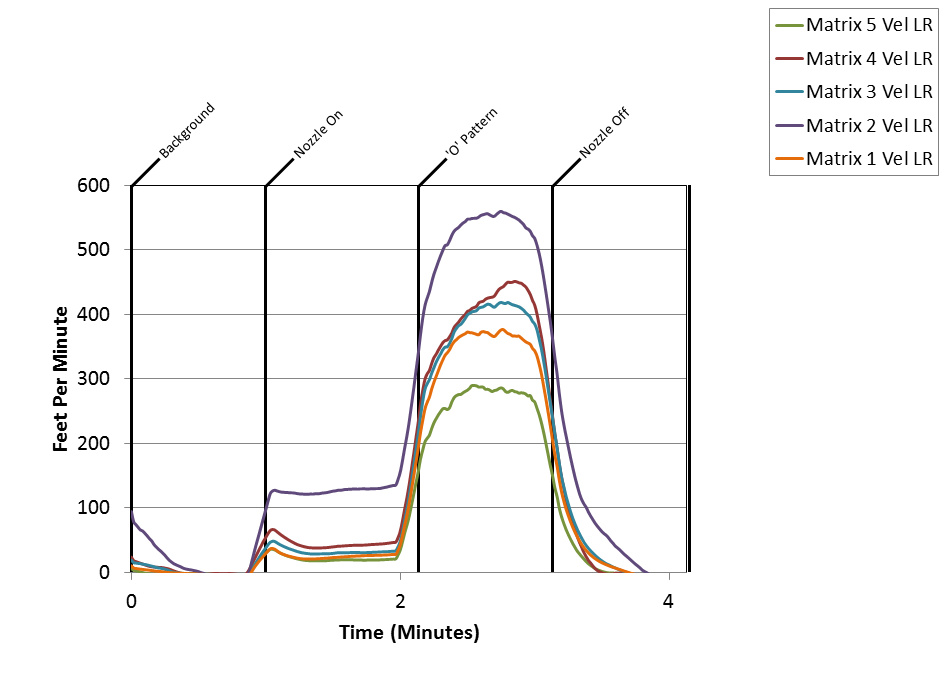 Matrix 5 Vel LR
Matrix 4 Vel LR
Matrix 3 Vel LR
Matrix 2 Vel LR
Matrix 1 Vel LR
Background
Nozzle On
'O' Pattern
Nozzle Off
600
500
400
300
200
100
0
Feet Per Minute
0 2 4
Time (Minutes)